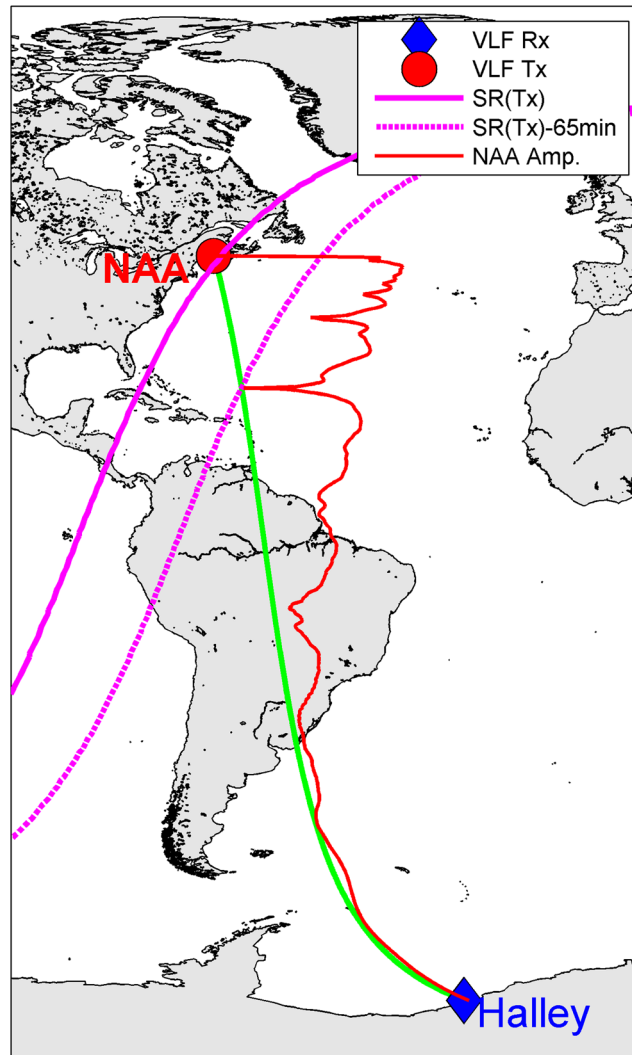 VLF Rx
VLF Tx
SR(Tx)
SR(Tx)-65min
NAA Amp.
NAA
Halley